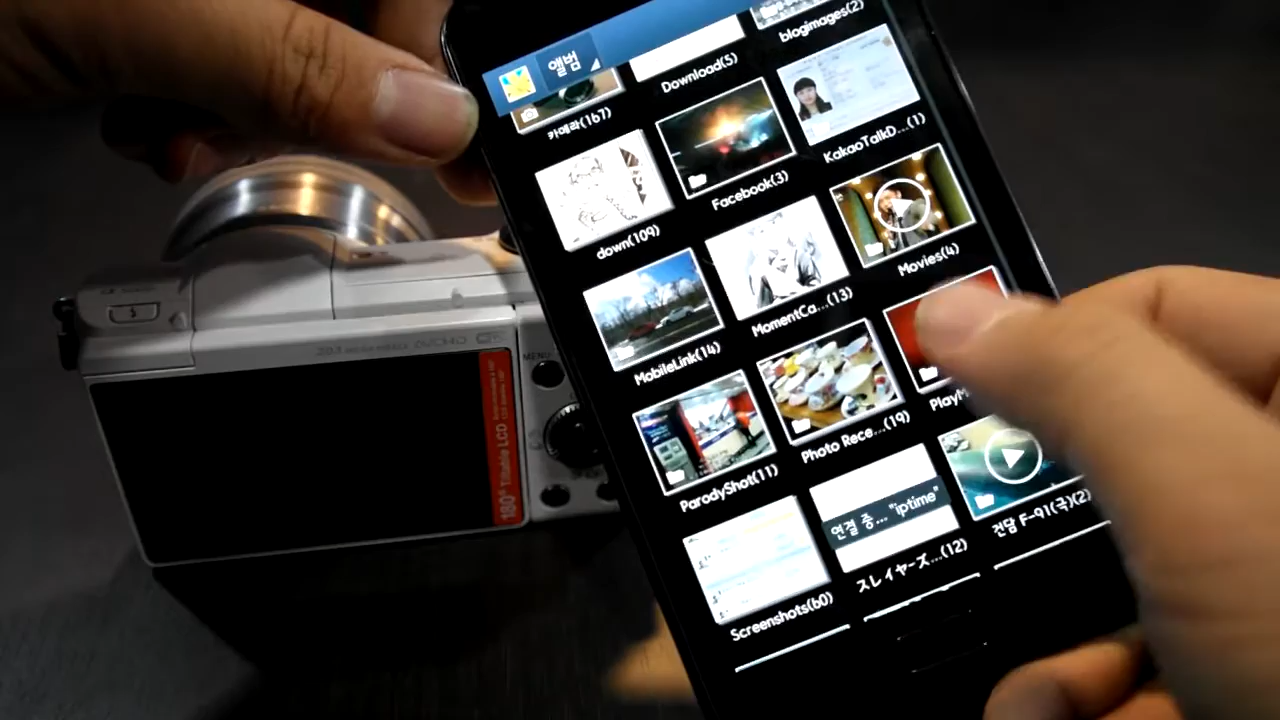 앨범
blogimages(2)
카메라(167)
Download(5)
KakaoTalkD...(1)
down(109)
Facebook(3)
Movies(4)
MobileLink(14)
MomentCa...(13)
PlayM
ParodyShot(11)
Photo Rece...(19)
연결 중... "iptime"
전담 F-91(극)(2)
Screenshots(60)
スレイヤーズ...(12)
MENU
180° Tiltable LCD